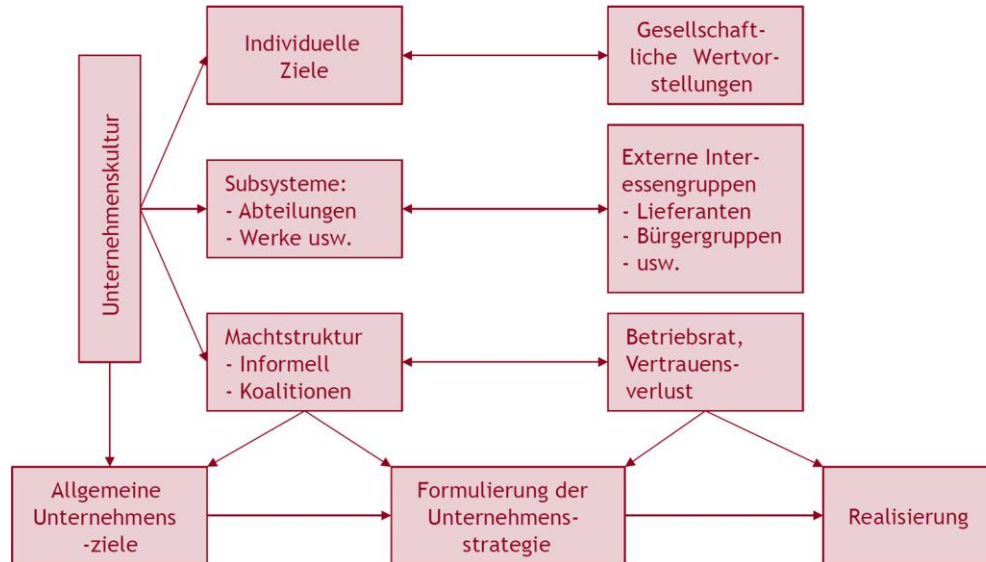 Unternehmenskultur
Individuelle
Ziele
Gesellschaft-
liche Wertvor-
stellungen
Subsysteme:
- Abteilungen
- Werke usw.
Externe Inter-
essengruppen
- Lieferanten
- Bürgergruppen
- usw.
Machtstruktur
- Informell
- Koalitionen
Betriebsrat,
Vertrauens-
verlust
Allgemeine
Unternehmens
-ziele
Formulierung der
Unternehmens-
strategie
Realisierung